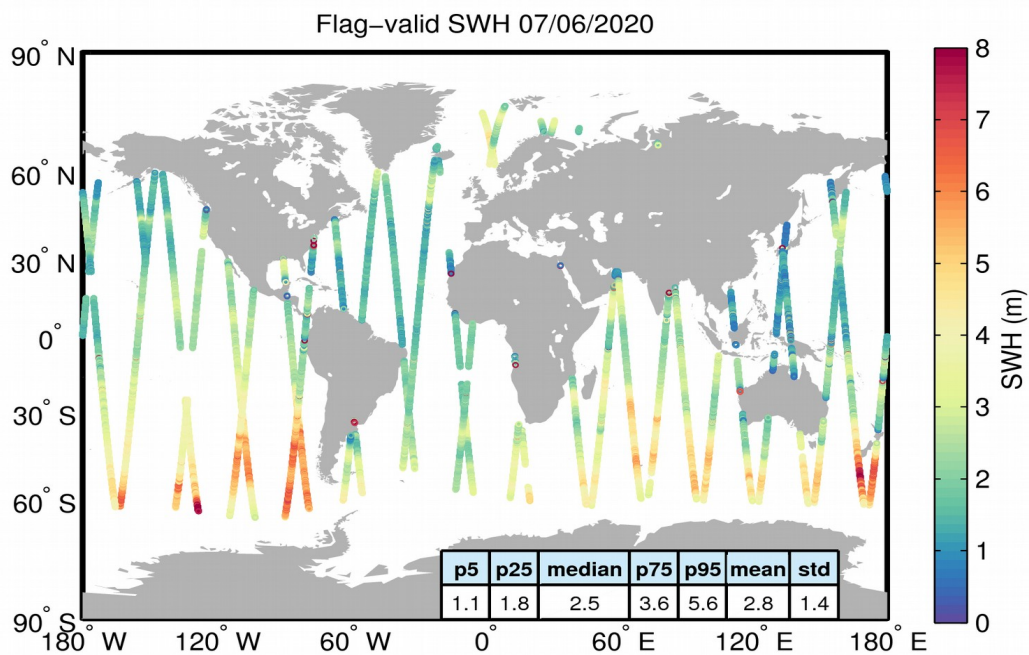 Flag−valid SWH 07/06/2020
90° N
60° N
30° N
0°
30° S
60° S
90° S
180° W
120° W
60° W
0°
60° E
120° E
180° E
p5 p25 median p75 p95 mean std
1.1 1.8 2.5 3.6 5.6 2.8 1.4
8
7
6
5
4
3
2
1
0
SWH (m)